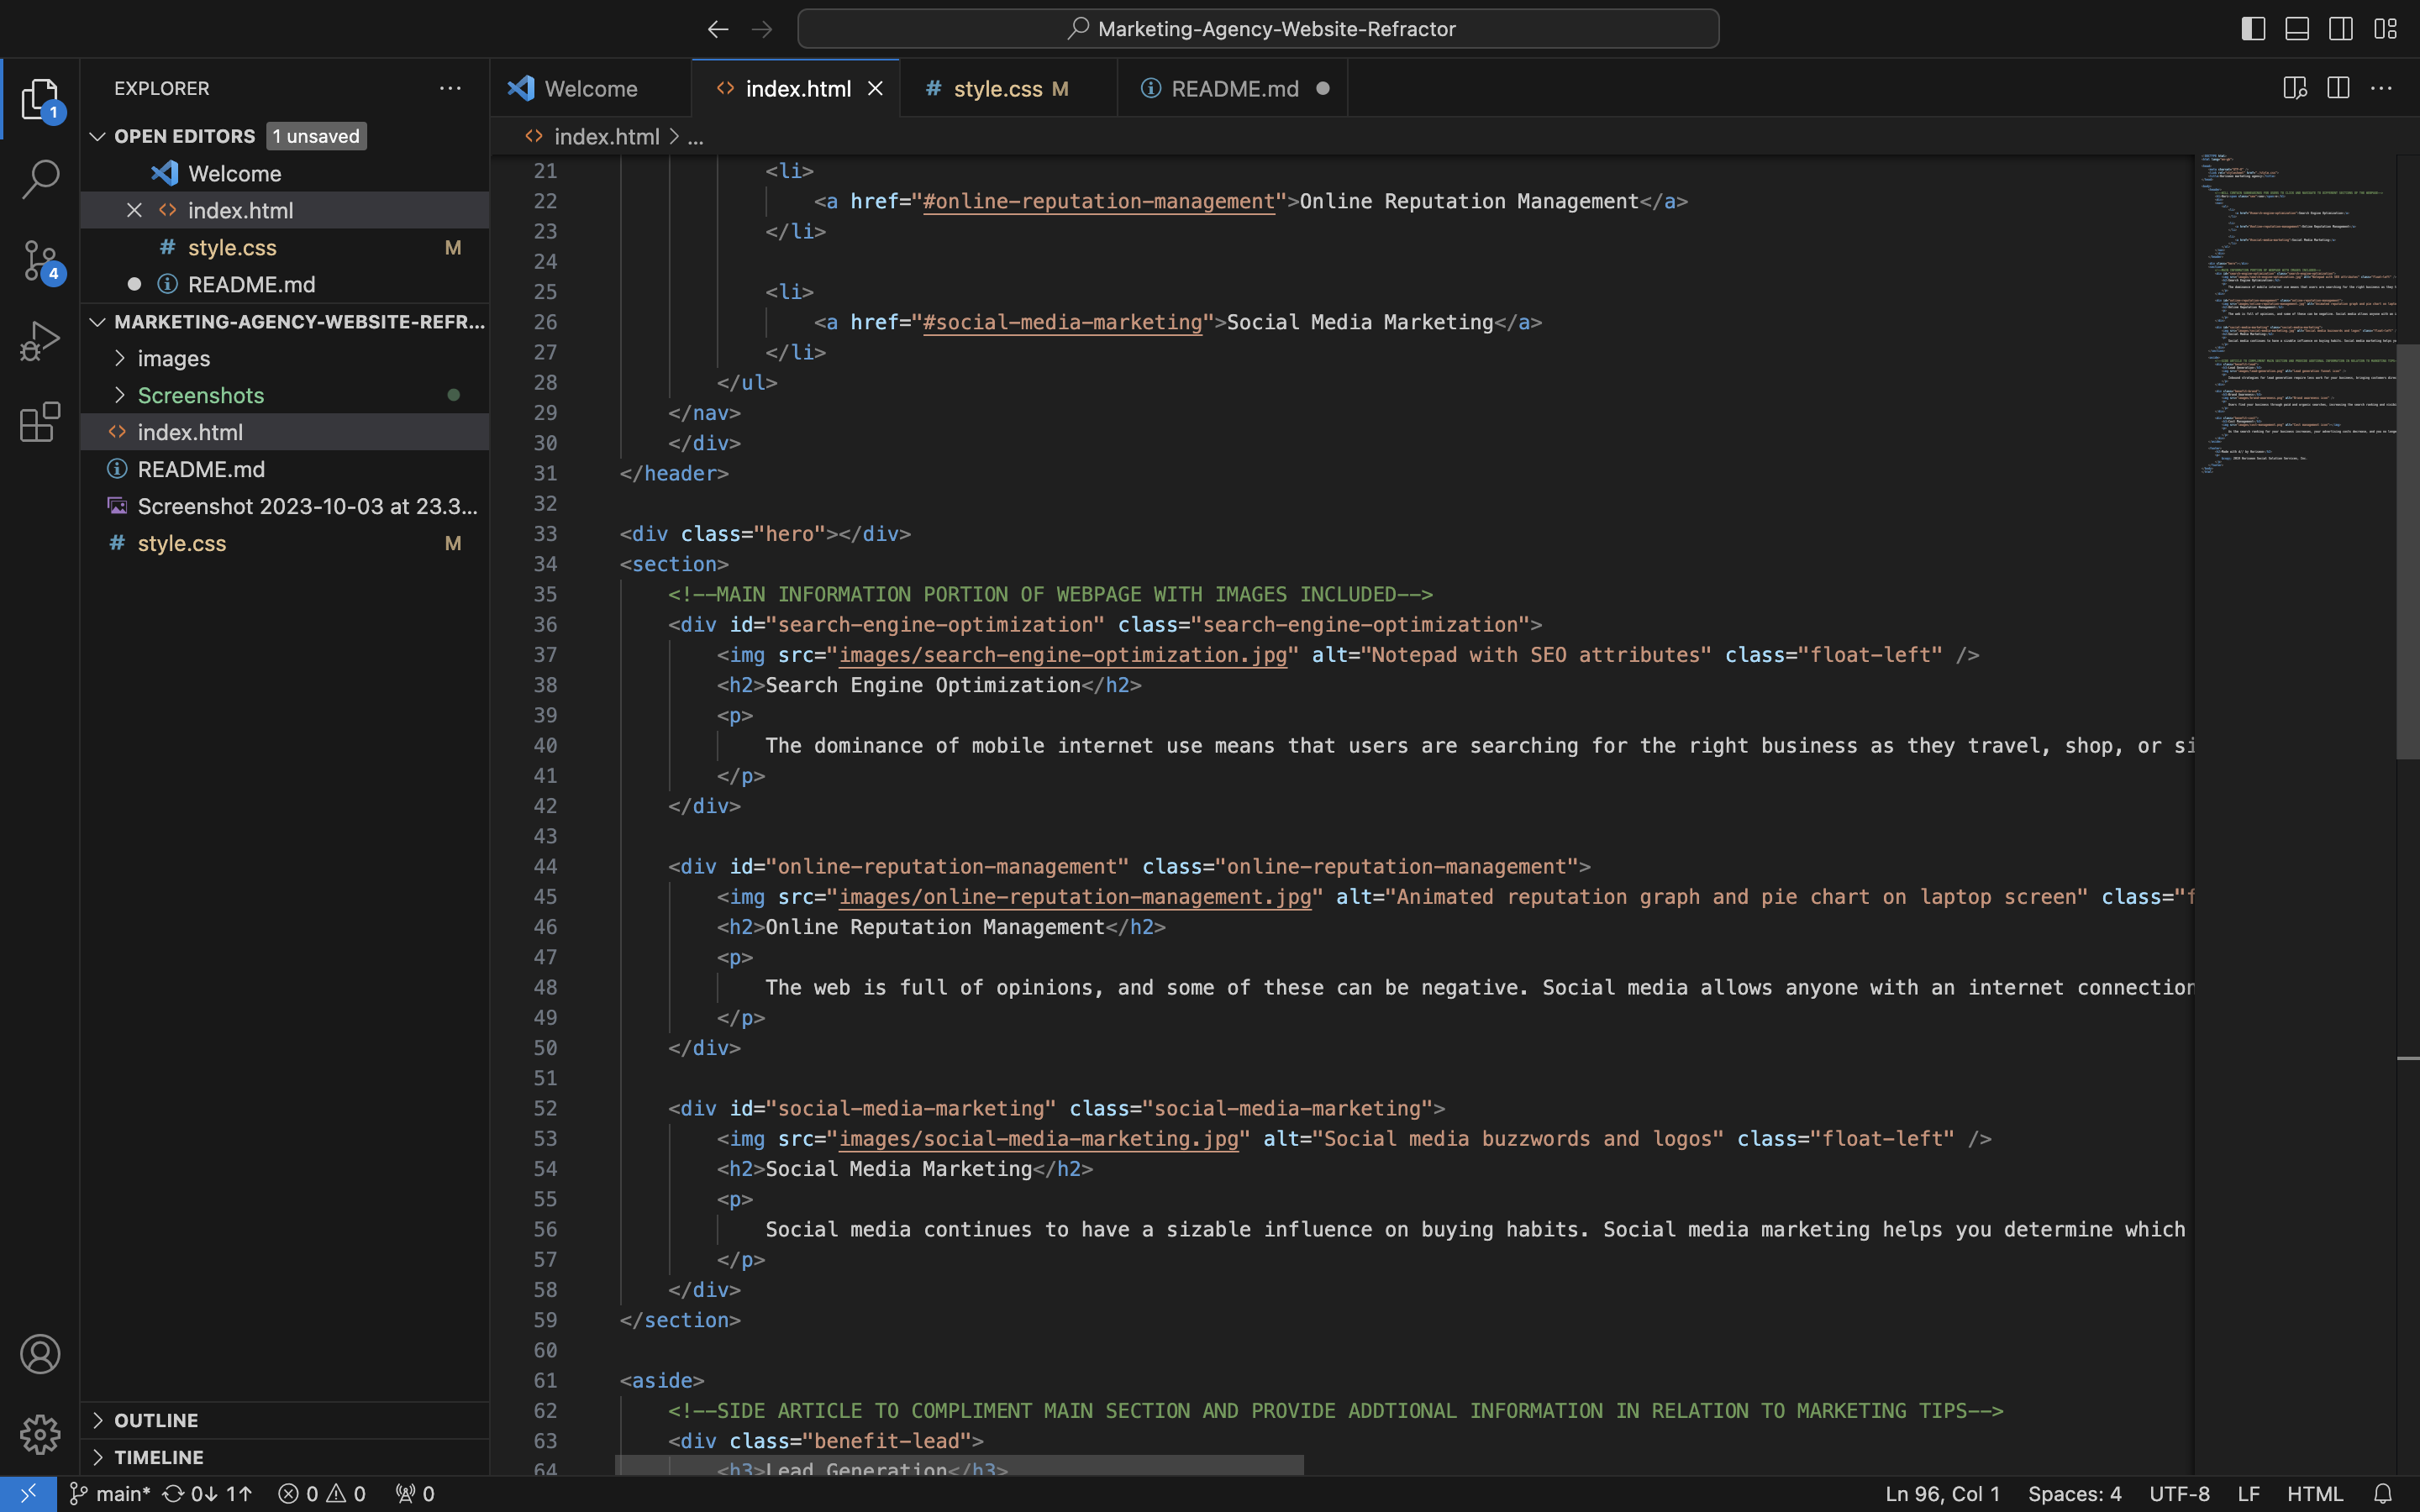 Marketing-Agency-Website-Refractor
EXPLORER
OPEN EDITORS 1 unsaved
Welcome
index.html
style.css M
README.md
MARKETING-AGENCY-WEBSITE-REFR...
images
Screenshots
index.html
README.md
Screenshot 2023-10-03 at 23.3...
style.css M
OUTLINE
TIMELINE
1
4
Welcome
index.html
style.css M
README.md
index.html > ...
21 <li>
22 <a href="#online-reputation-management">Online Reputation Management</a>
23 </li>
24
25 <li>
26 <a href="#social-media-marketing">Social Media Marketing</a>
27 </li>
28 </ul>
29 </nav>
30 </div>
31 </header>
32
33 <div class="hero"></div>
34 <section>
35 <!--MAIN INFORMATION PORTION OF WEBPAGE WITH IMAGES INCLUDED-->
36 <div id="search-engine-optimization" class="search-engine-optimization">
37 <img src="images/search-engine-optimization.jpg" alt="Notepad with SEO attributes" class="float-left" />
38 <h2>Search Engine Optimization</h2>
39 <p>
40 The dominance of mobile internet use means that users are searching for the right business as they travel, shop, or si
41 </p>
42 </div>
43
44 <div id="online-reputation-management" class="online-reputation-management">
45 <img src="images/online-reputation-management.jpg" alt="Animated reputation graph and pie chart on laptop screen" class="f
46 <h2>Online Reputation Management</h2>
47 <p>
48 The web is full of opinions, and some of these can be negative. Social media allows anyone with an internet connection
49 </p>
50 </div>
51
52 <div id="social-media-marketing" class="social-media-marketing">
53 <img src="images/social-media-marketing.jpg" alt="Social media buzzwords and logos" class="float-left" />
54 <h2>Social Media Marketing</h2>
55 <p>
56 Social media continues to have a sizable influence on buying habits. Social media marketing helps you determine which
57 </p>
58 </div>
59 </section>
60
61 <aside>
62 <!--SIDE ARTICLE TO COMPLIMENT MAIN SECTION AND PROVIDE ADDTIONAL INFORMATION IN RELATION TO MARKETING TIPS-->
63 <div class="benefit-lead">
64 <h3>Lead Generation</h3>
main* 0↓ 1↑ 0 0 0
Ln 96, Col 1 Spaces: 4 UTF-8 LF HTML